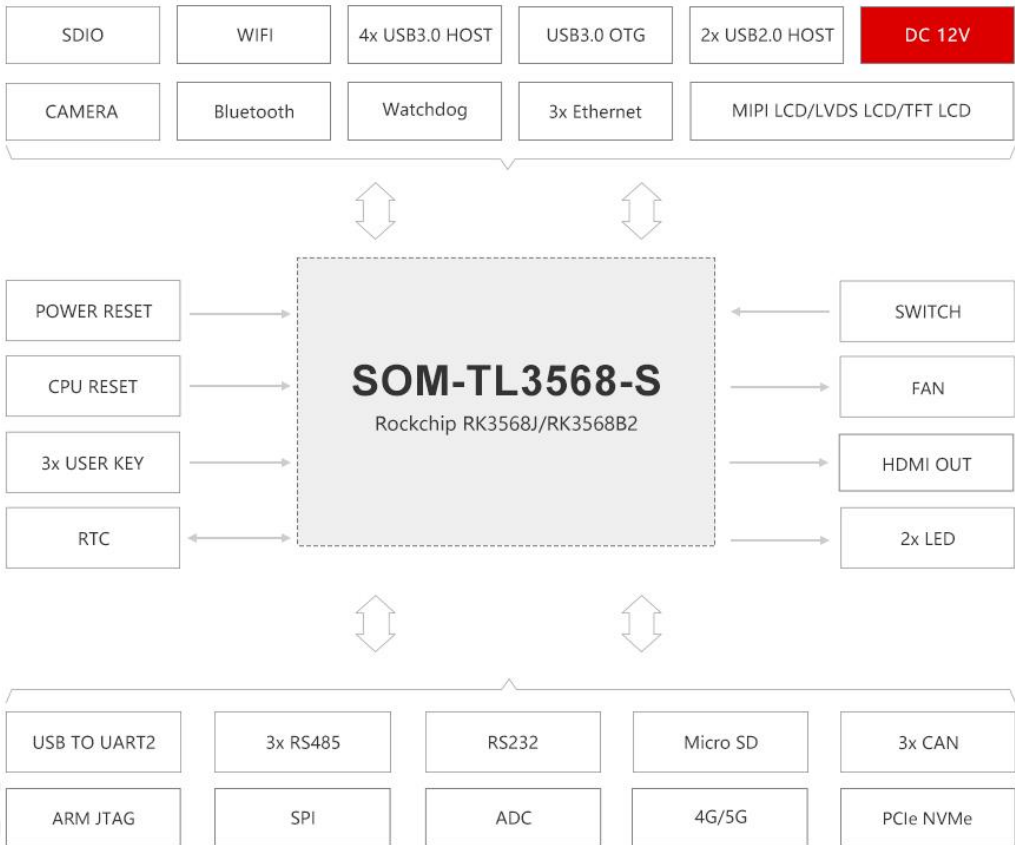 SDIO
WIFI
4x USB3.0 HOST
USB3.0 OTG
2x USB2.0 HOST
DC 12V
CAMERA
Bluetooth
Watchdog
3x Ethernet
MIPI LCD/LVDS LCD/TFT LCD
POWER RESET
CPU RESET
3x USER KEY
RTC
SOM-TL3568-S
Rockchip RK3568J/RK3568B2
SWITCH
FAN
HDMI OUT
2x LED
USB TO UART2
3x RS485
RS232
Micro SD
3x CAN
ARM JTAG
SPI
ADC
4G/5G
PCIe NVMe